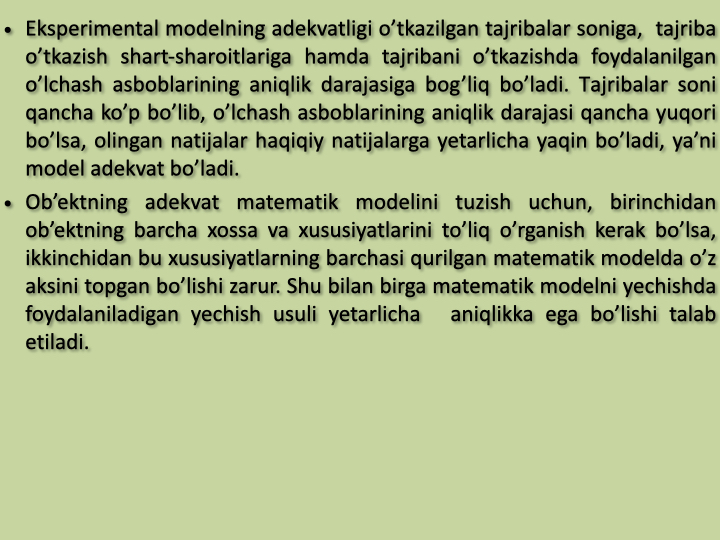 • Eksperimental modelning adekvatligi o’tkazilgan tajribalar soniga,  tajriba
o’tkazish shart-sharoitlariga hamda tajribani o’tkazishda foydalanilgan
o’lchash asboblarining aniqlik darajasiga bog’liq bo’ladi. Tajribalar soni
qancha ko’p bo’lib, o’lchash asboblarining aniqlik darajasi qancha yuqori
bo’lsa, olingan natijalar haqiqiy natijalarga yetarlicha yaqin bo’ladi, ya’ni
model adekvat bo’ladi.
• Ob’ektning adekvat matematik modelini tuzish uchun, birinchidan
ob’ektning barcha xossa va xususiyatlarini to’liq o’rganish kerak bo’lsa,
ikkinchidan bu xususiyatlarning barchasi qurilgan matematik modelda o’z
aksini topgan bo’lishi zarur. Shu bilan birga matematik modelni yechishda
foydalaniladigan yechish usuli yetarlicha  aniqlikka ega bo’lishi talab
etiladi.